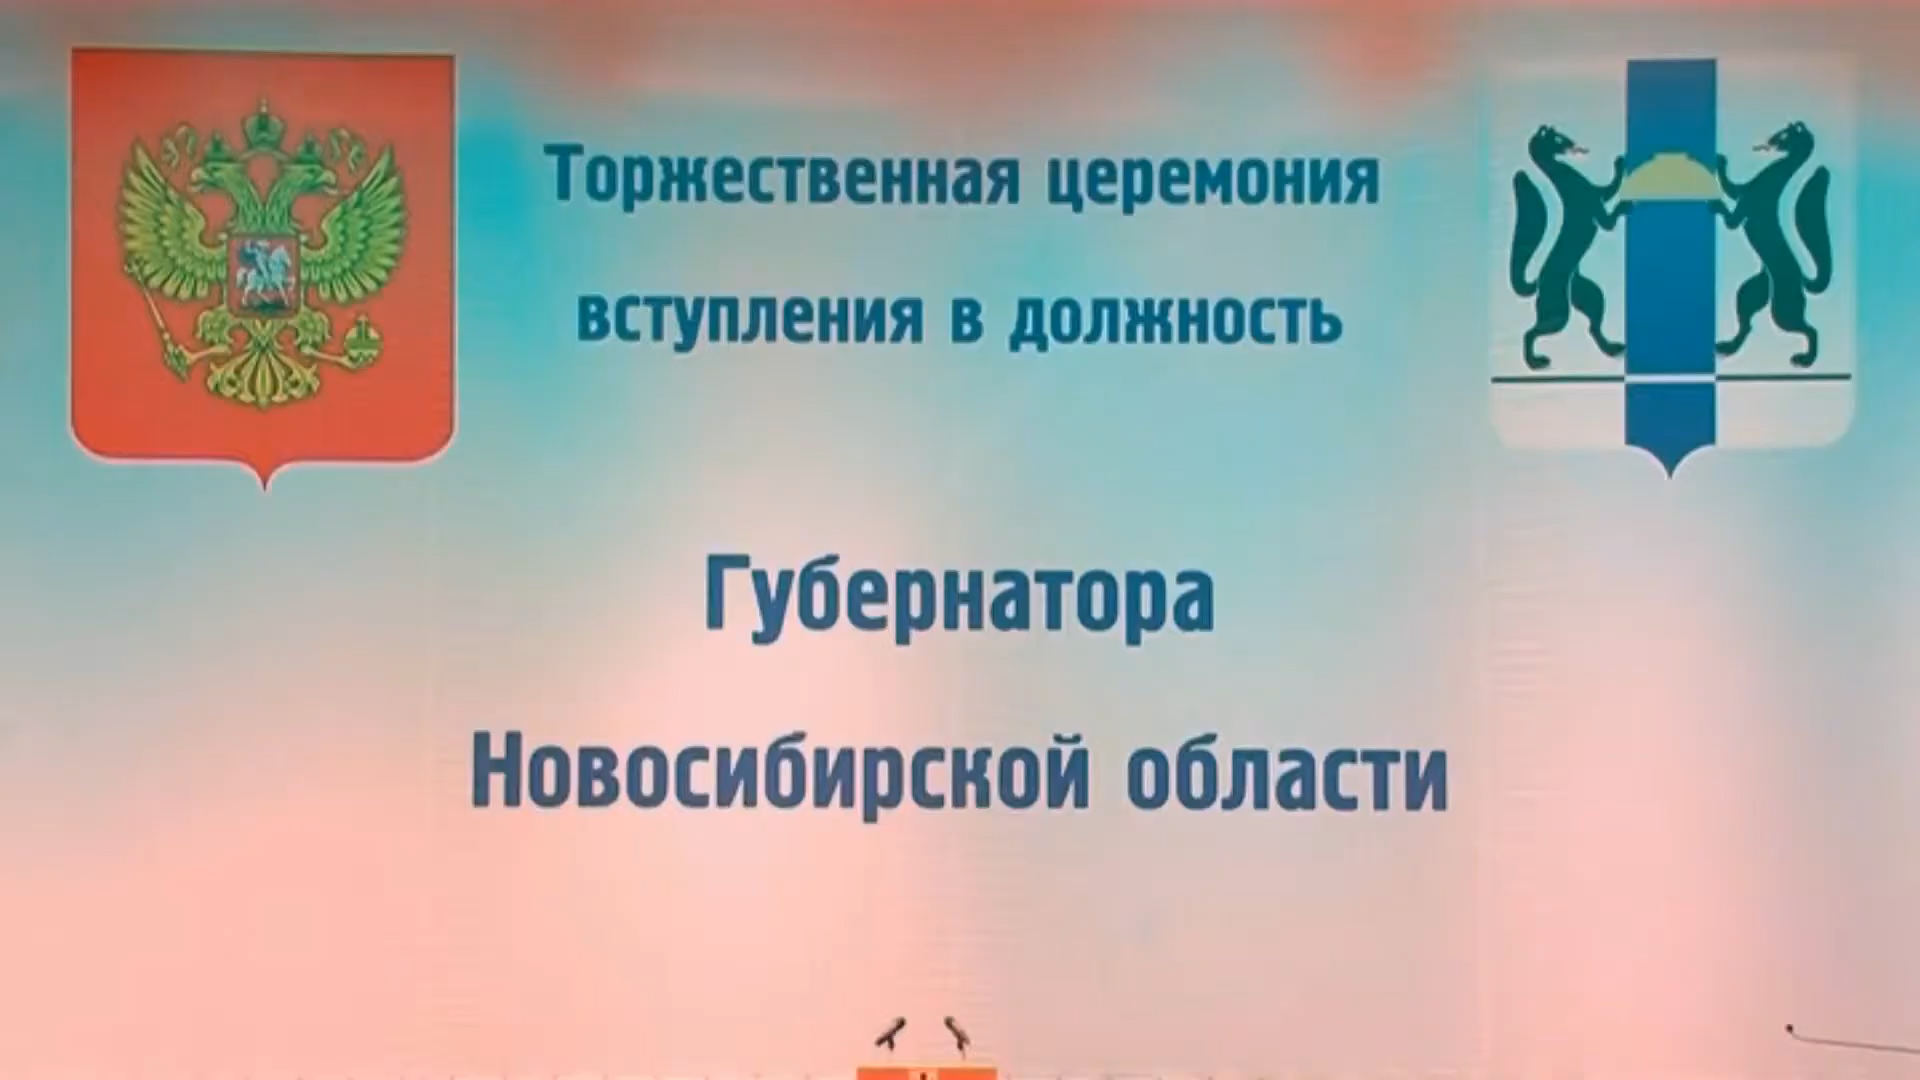 Торжественная церемония
вступления в должность
Губернатора
Новосибирской области